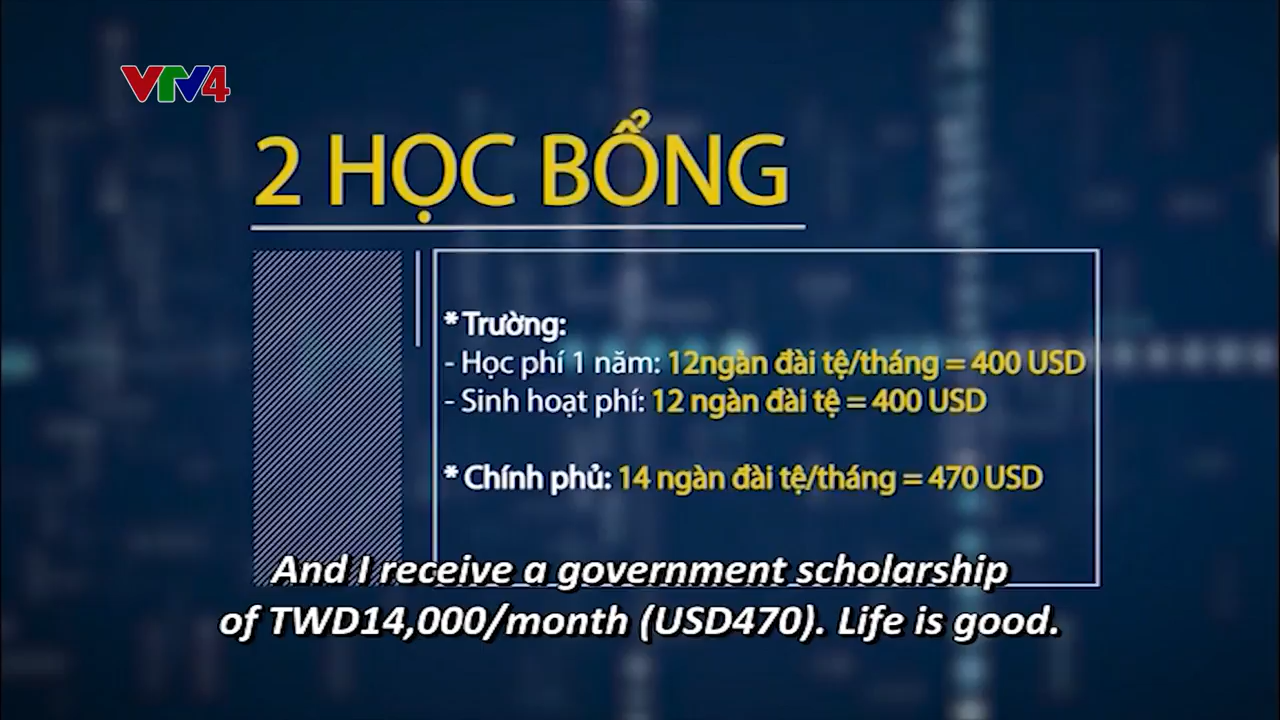 VTV4
2 HỌC BỔNG
* Trường:
- Học phí 1 năm: 12ngàn đài tệ/tháng = 400 USD
- Sinh hoạt phí: 12 ngàn đài tệ = 400 USD
* Chính phủ: 14 ngàn đài tệ/tháng = 470 USD
And I receive a government scholarship
of TWD14,000/month (USD470). Life is good.